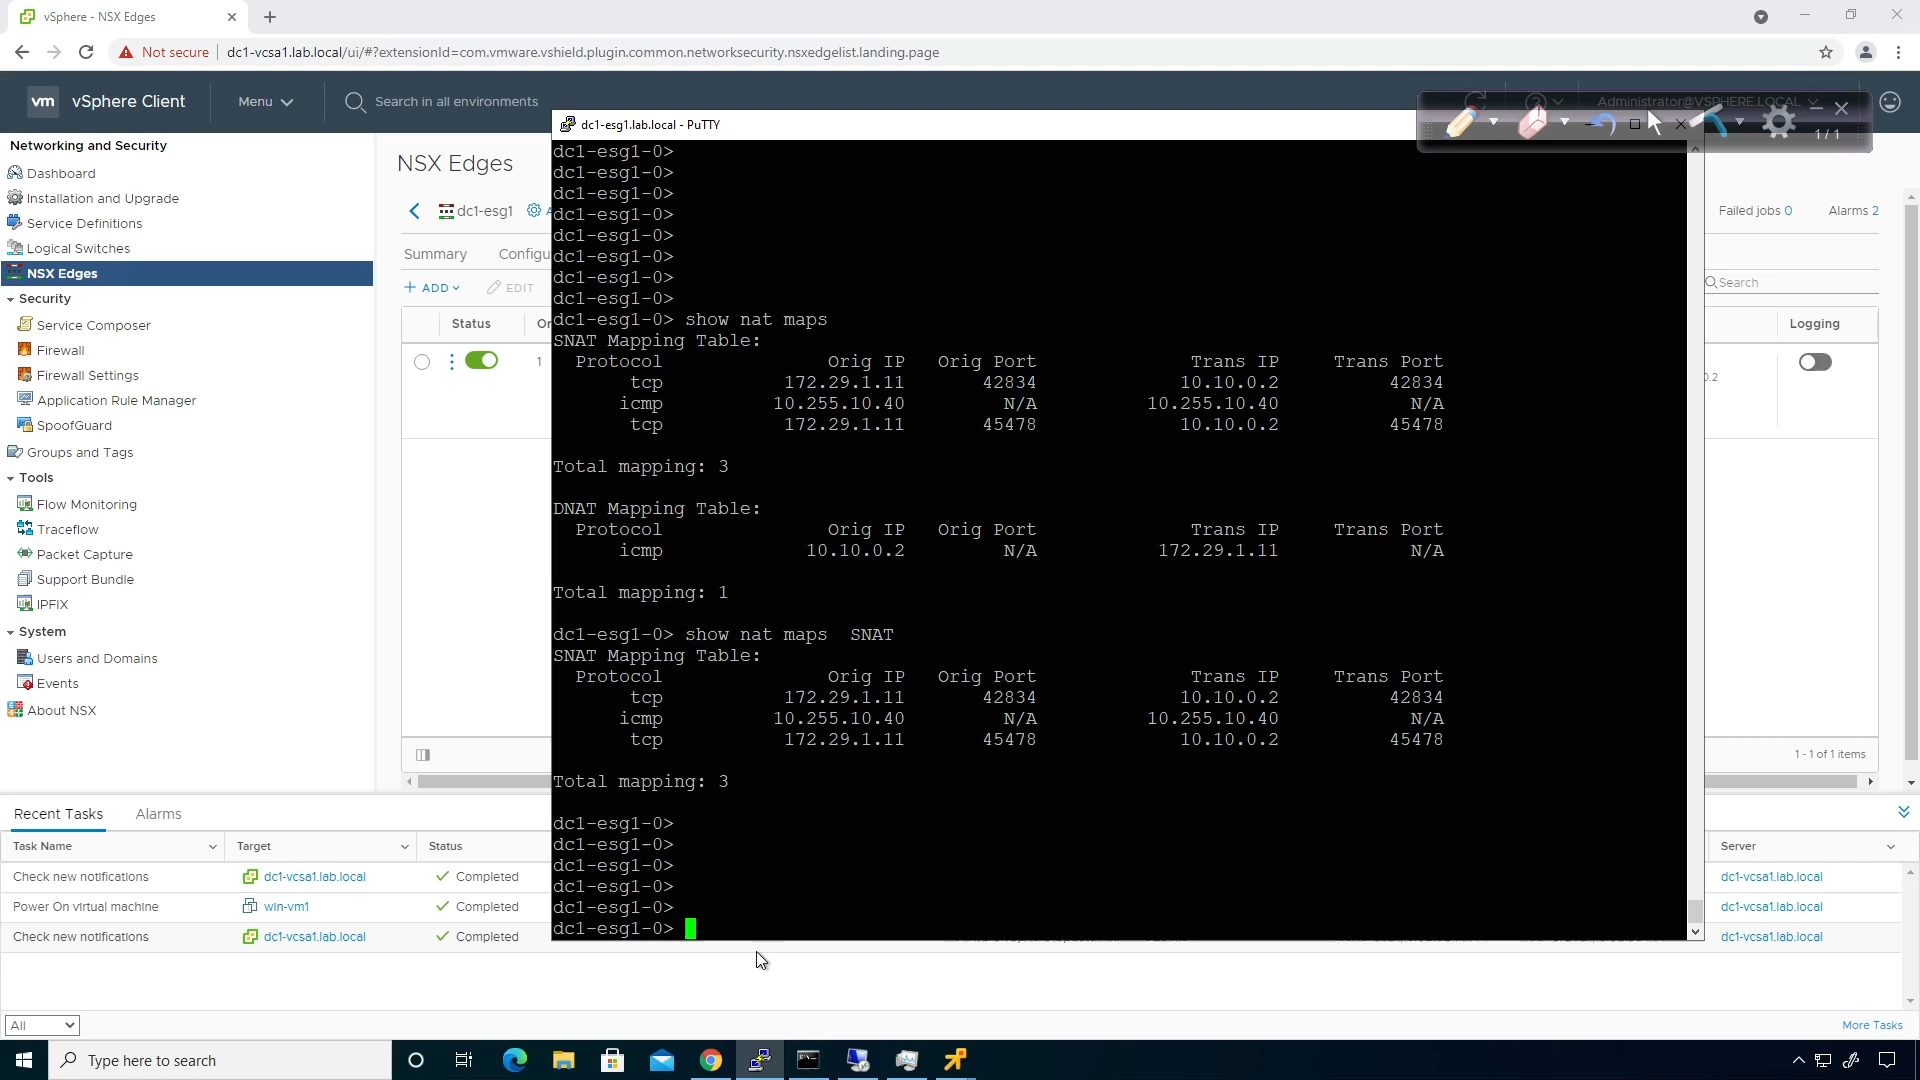 vSphere - NSX Edges
Not secure
dc1-vcsa1.lab.local/ui/#?extensionId=com.vmware.vshield.plugin.common.networksecurity.nsxedgelist.landing.page
vm vSphere Client
Menu
Search in all environments
Administrator@VSPHERE.LOCAL
1/1
dc1-esg1.lab.local - PuTTY
Networking and Security
Dashboard
Installation and Upgrade
Service Definitions
Logical Switches
NSX Edges
Security
Service Composer
Firewall
Firewall Settings
Application Rule Manager
SpoofGuard
Groups and Tags
Tools
Flow Monitoring
Traceflow
Packet Capture
Support Bundle
IPFIX
System
Users and Domains
Events
About NSX
NSX Edges
dc1-esg1
Failed jobs 0 Alarms 2
Summary Configu
ADD EDIT
Search
Status Or Logging
1
0.2
1 - 1 of 1 items
dc1-esg1-0>
dc1-esg1-0>
dc1-esg1-0>
dc1-esg1-0>
dc1-esg1-0>
dc1-esg1-0>
dc1-esg1-0>
dc1-esg1-0>
dc1-esg1-0> show nat maps
SNAT Mapping Table:
Protocol Orig IP Orig Port Trans IP Trans Port
tcp 172.29.1.11 42834 10.10.0.2 42834
icmp 10.255.10.40 N/A 10.255.10.40 N/A
tcp 172.29.1.11 45478 10.10.0.2 45478
Total mapping: 3
DNAT Mapping Table:
Protocol Orig IP Orig Port Trans IP Trans Port
icmp 10.10.0.2 N/A 172.29.1.11 N/A
Total mapping: 1
dc1-esg1-0> show nat maps  SNAT
SNAT Mapping Table:
Protocol Orig IP Orig Port Trans IP Trans Port
tcp 172.29.1.11 42834 10.10.0.2 42834
icmp 10.255.10.40 N/A 10.255.10.40 N/A
tcp 172.29.1.11 45478 10.10.0.2 45478
Total mapping: 3
dc1-esg1-0>
dc1-esg1-0>
dc1-esg1-0>
dc1-esg1-0>
dc1-esg1-0>
dc1-esg1-0>
Recent Tasks Alarms
Task Name Target Status Server
Check new notifications dc1-vcsa1.lab.local Completed dc1-vcsa1.lab.local
Power On virtual machine win-vm1 Completed dc1-vcsa1.lab.local
Check new notifications dc1-vcsa1.lab.local Completed dc1-vcsa1.lab.local
All
More Tasks
Type here to search